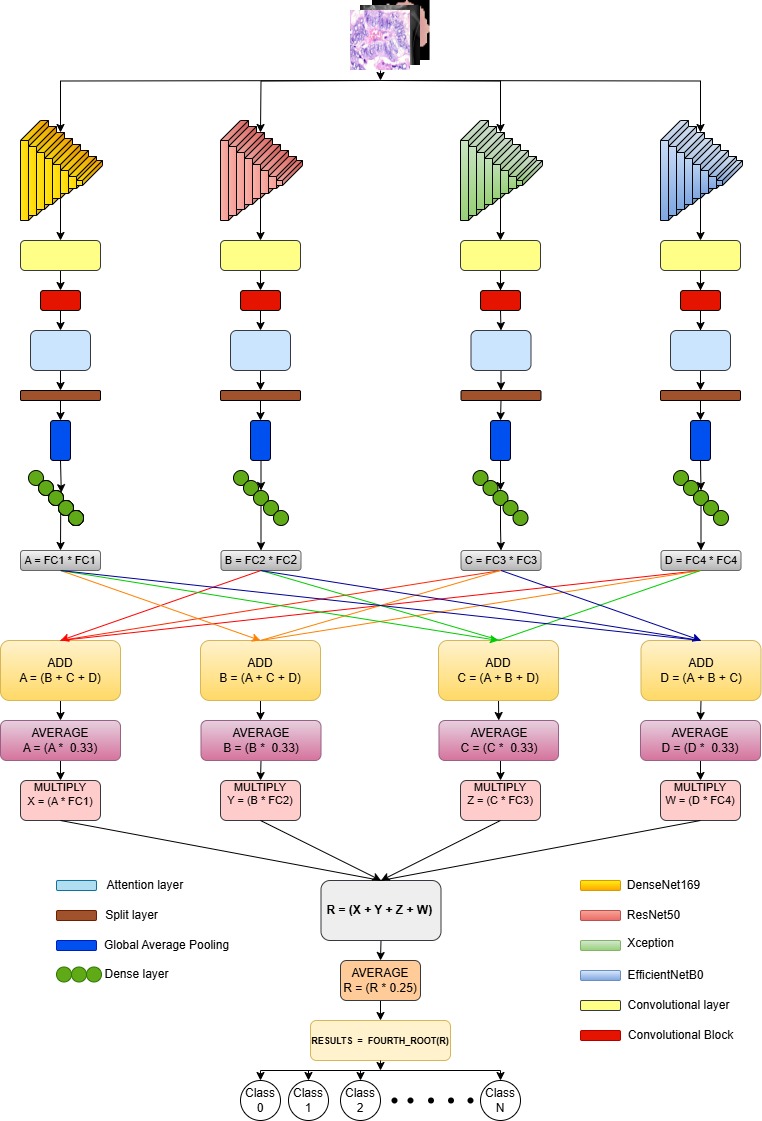 A = FC1 * FC1
B = FC2 * FC2
C = FC3 * FC3
D = FC4 * FC4
ADD
A = (B + C + D)
ADD
B = (A + C + D)
ADD
C = (A + B + D)
ADD
D = (A + B + C)
AVERAGE
A = (A * 0.33)
AVERAGE
B = (B * 0.33)
AVERAGE
C = (C * 0.33)
AVERAGE
D = (D * 0.33)
MULTIPLY
X = (A * FC1)
MULTIPLY
Y = (B * FC2)
MULTIPLY
Z = (C * FC3)
MULTIPLY
W = (D * FC4)
R = (X + Y + Z + W)
AVERAGE
R = (R * 0.25)
RESULTS = FOURTH_ROOT(R)
Class
0
Class
1
Class
2
Class
N
Attention layer
Split layer
Global Average Pooling
Dense layer
DenseNet169
ResNet50
Xception
EfficientNetB0
Convolutional layer
Convolutional Block